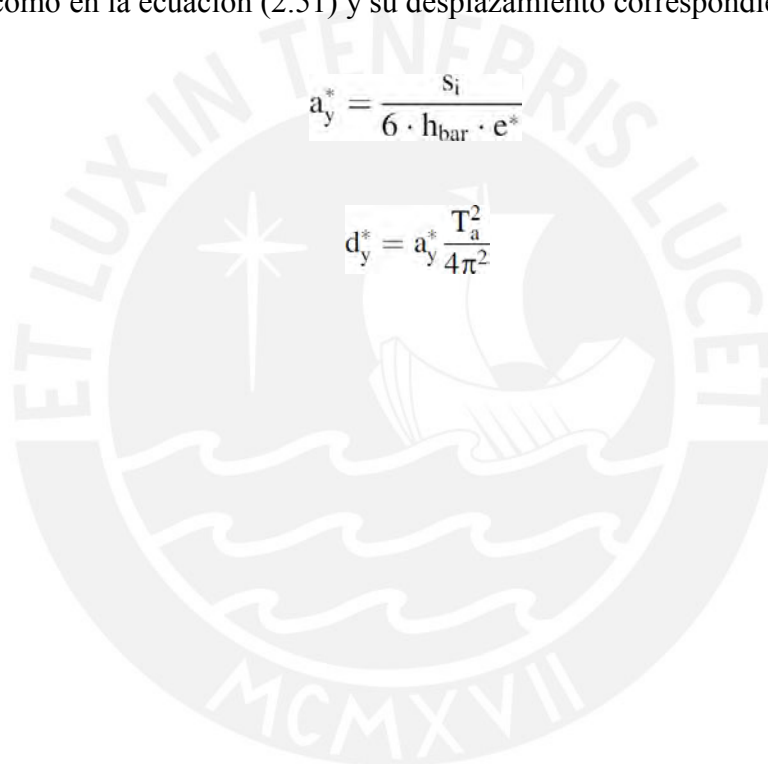 como en la ecuación (2.51) y su desplazamiento
a*y = si / (6 · hbar · e*)
d*y = a*y T²a / 4π²
ET LUX IN TENEBRIS LUCET
MCMXVII